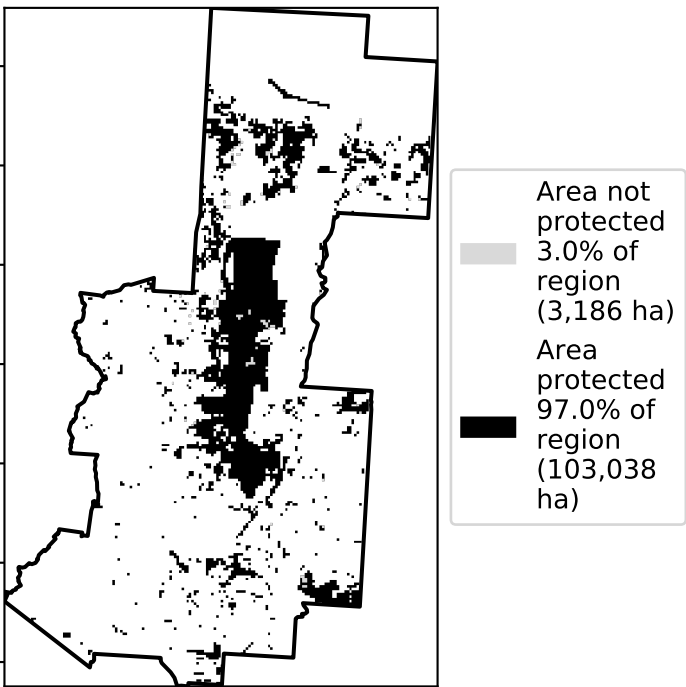 Area not
protected
3.0% of
region
(3,186 ha)
Area
protected
97.0% of
region
(103,038
ha)